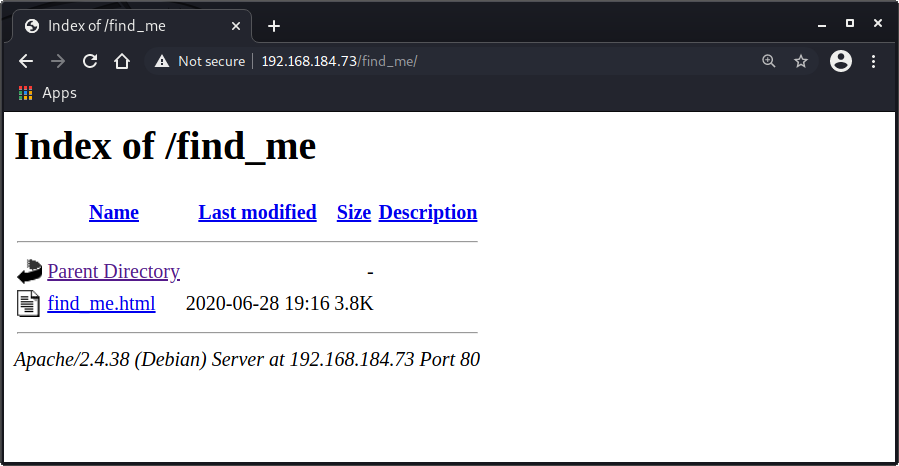 Index of /find_me
Not secure 192.168.184.73/find_me/
Apps
Index of /find_me
Name Last modified Size Description
Parent Directory -
find_me.html 2020-06-28 19:16 3.8K
Apache/2.4.38 (Debian) Server at 192.168.184.73 Port 80